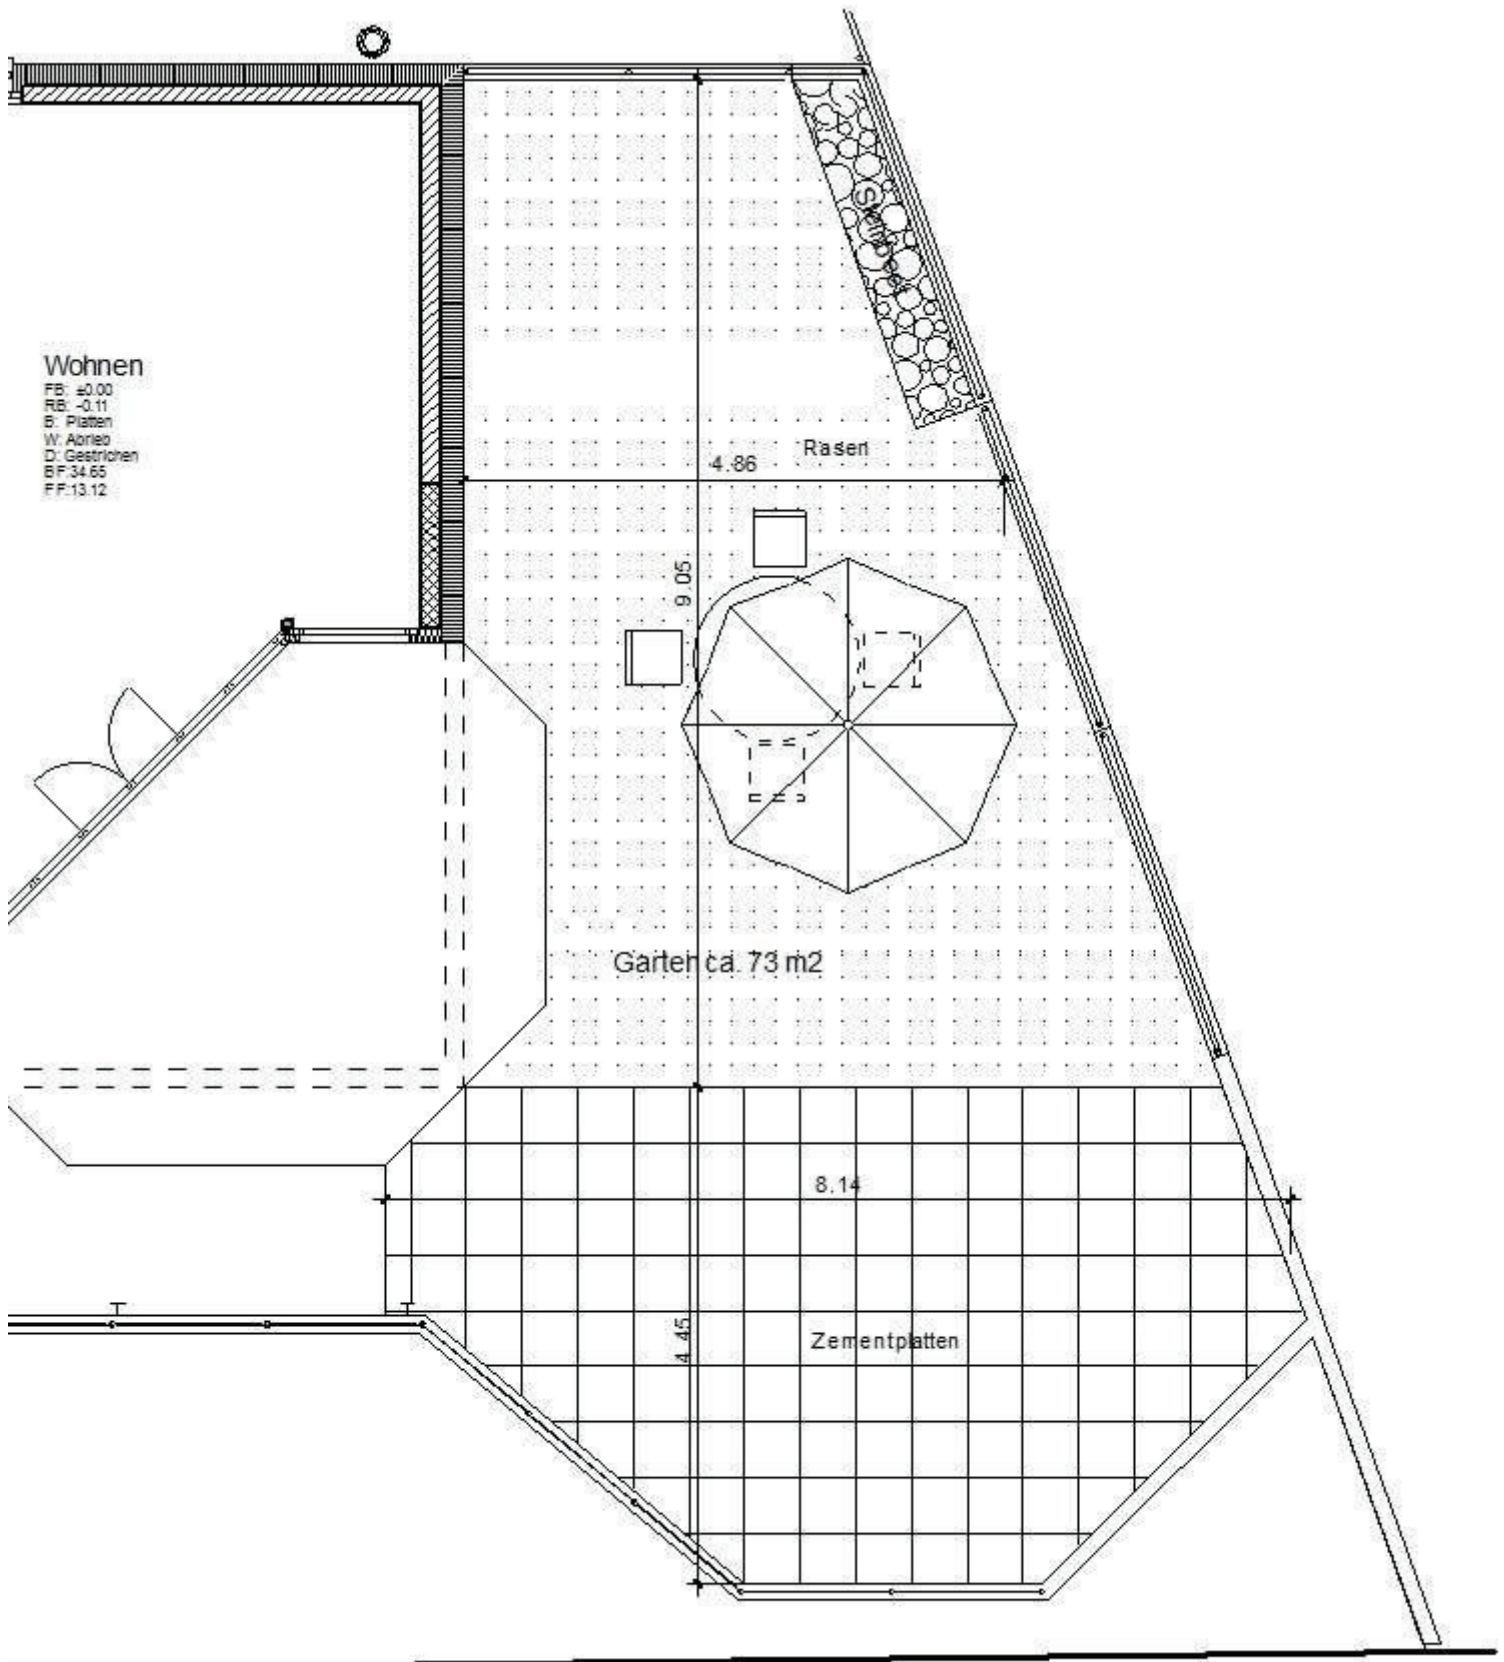 Steinbeet
Wohnen
FB: ±0.00
RB: -0.11
B: Platten
W: Abrieb
D: Gestrichen
BF:34.65
FF:13.12
Rasen
4.86
9.05
Garten ca. 73 m2
8.14
4.45
Zementplatten